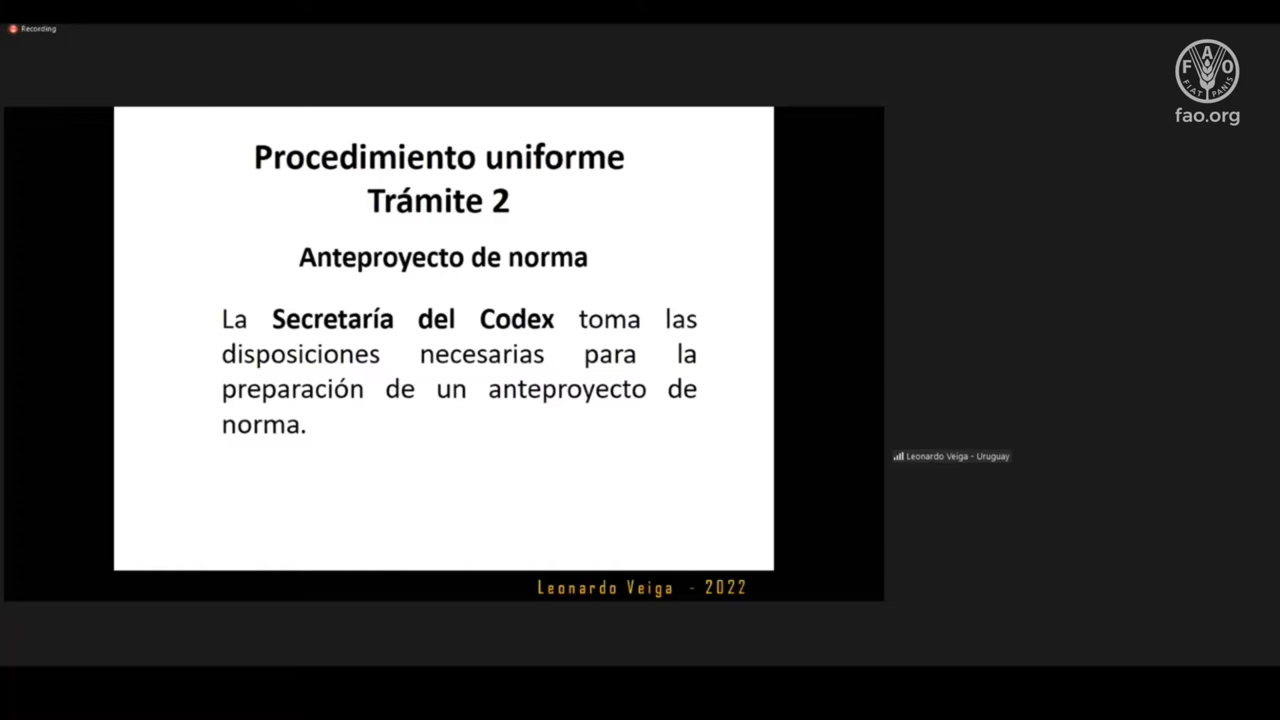 Recording
F A O
FIAT PANIS
fao.org
Procedimiento uniforme
Trámite 2
Anteproyecto de norma
La Secretaría del Codex toma las
disposiciones necesarias para la
preparación de un anteproyecto de
norma.
Leonardo Veiga - Uruguay
Leonardo Veiga - 2022